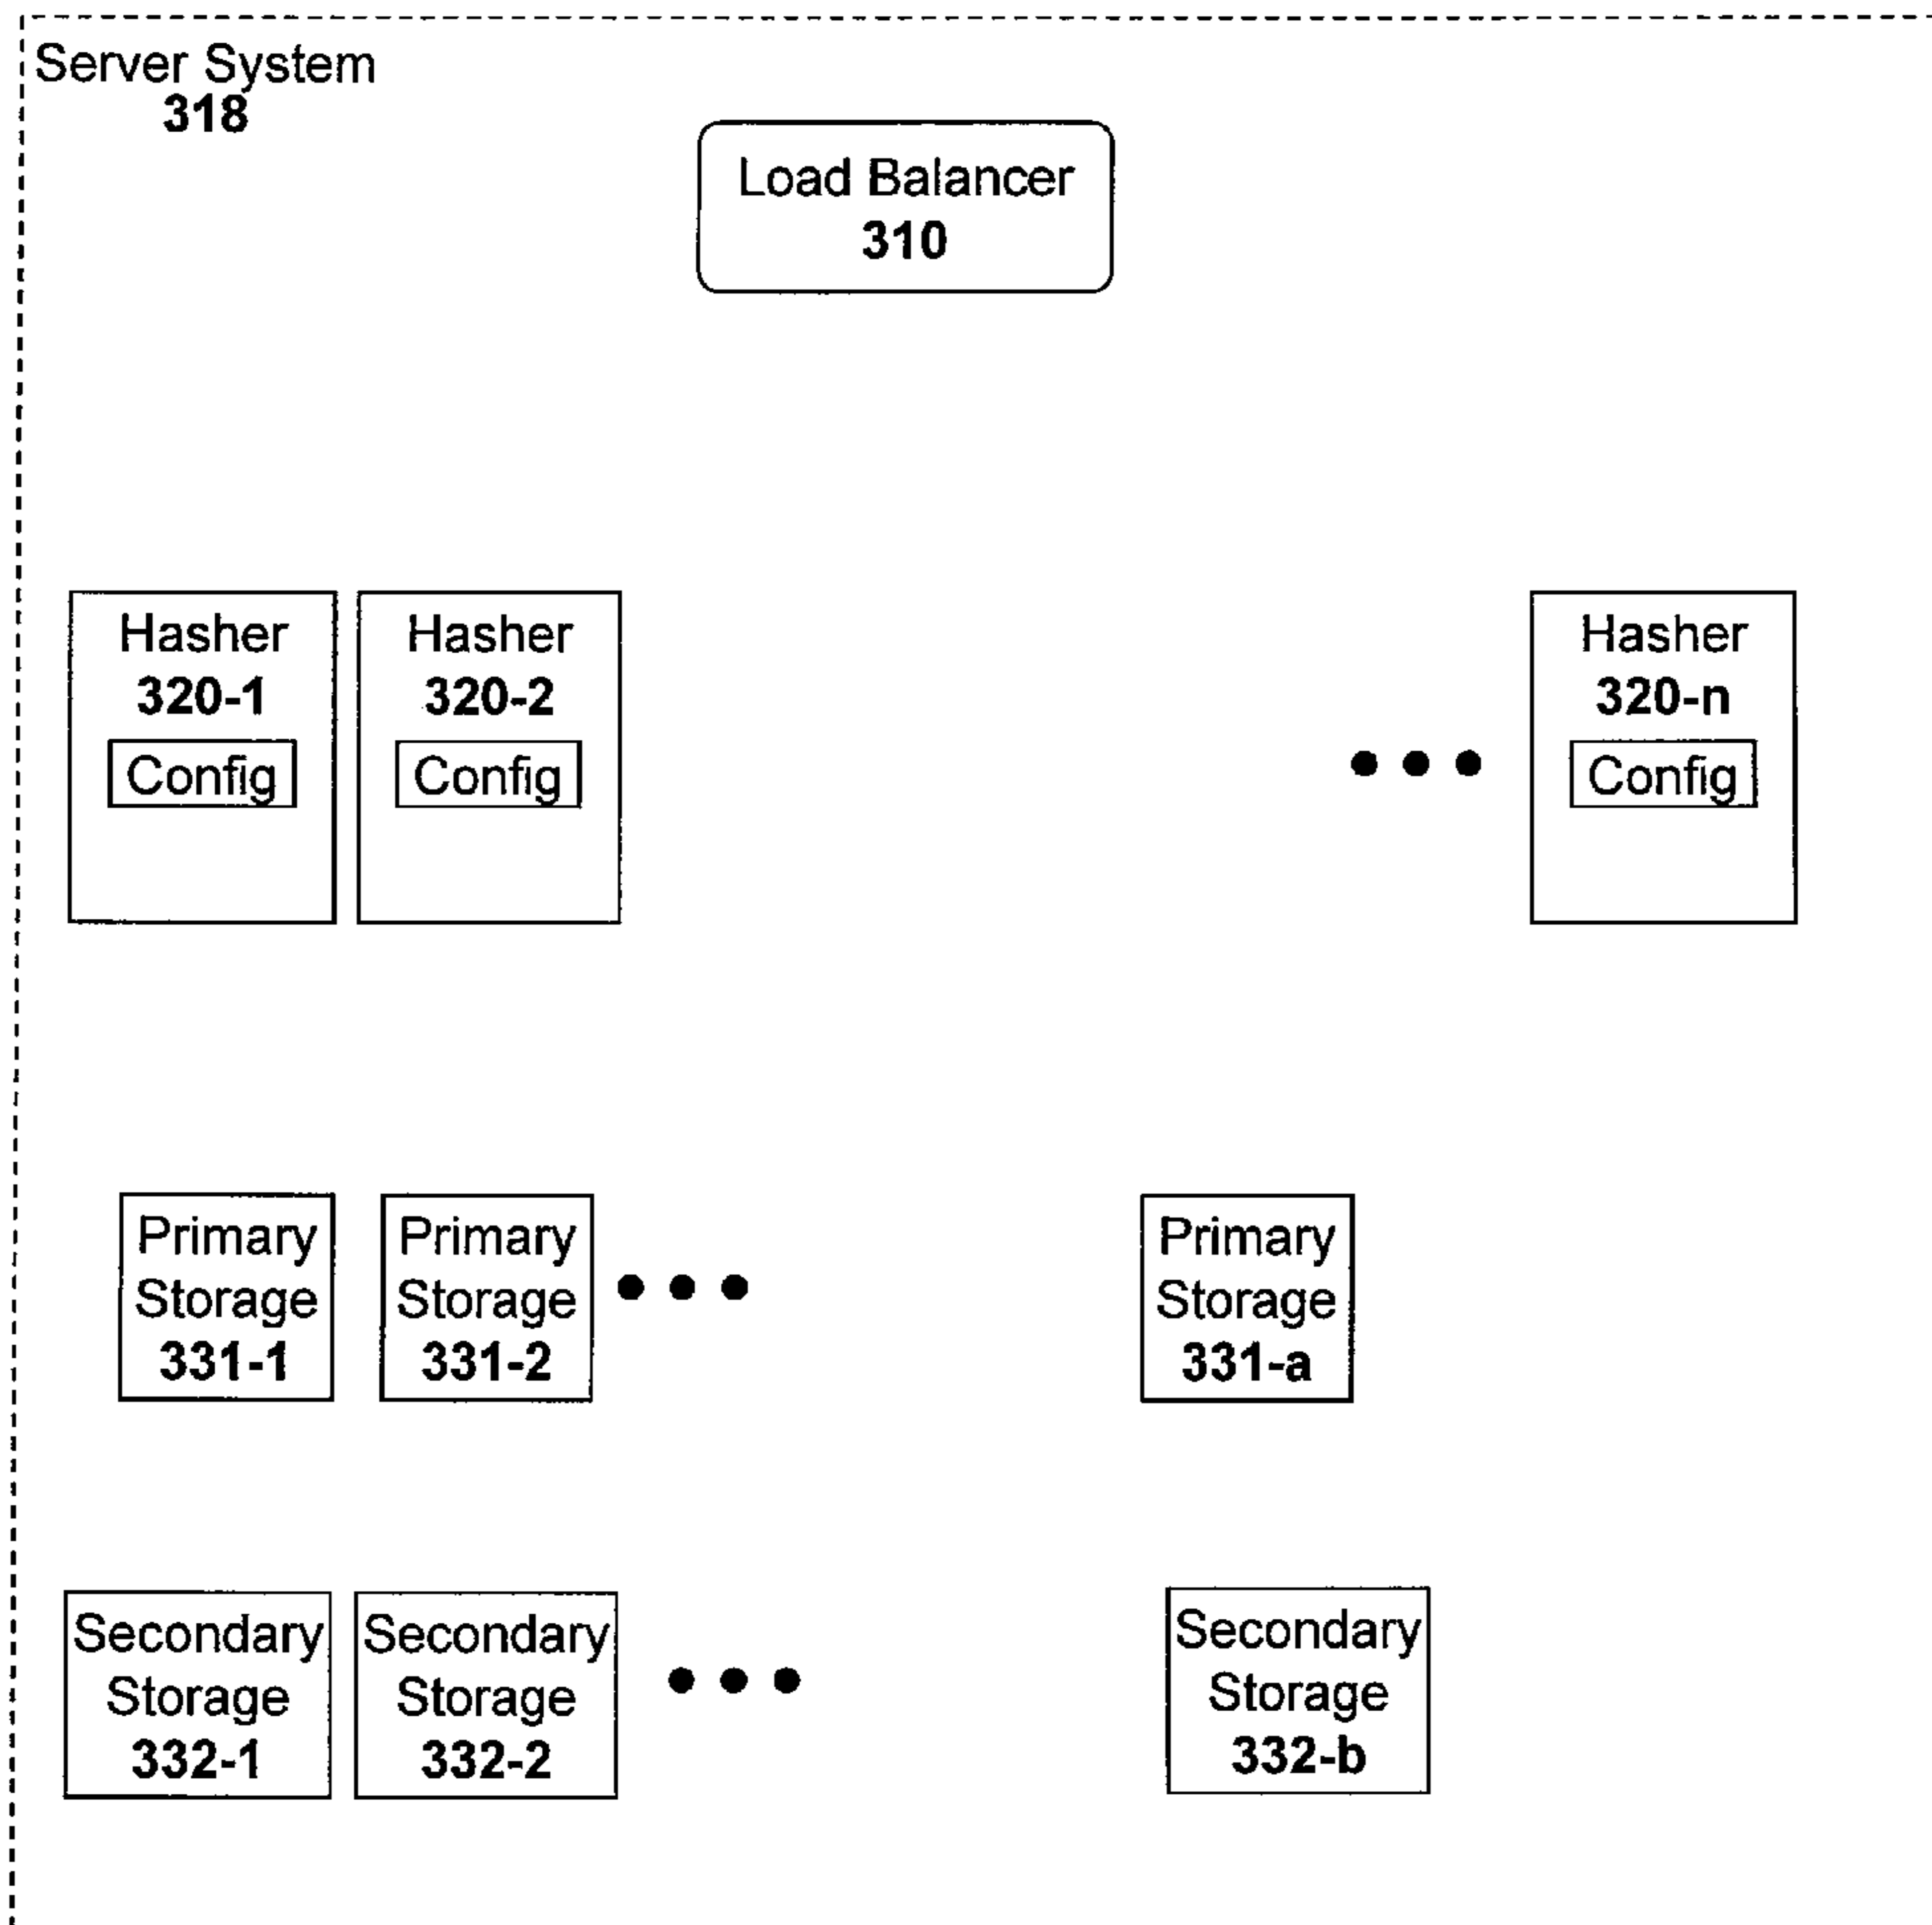 Server System
318
Load Balancer
310
Hasher
320-1
Config
Hasher
320-2
Config
Hasher
320-n
Config
Primary
Storage
331-1
Primary
Storage
331-2
Primary
Storage
331-a
Secondary
Storage
332-1
Secondary
Storage
332-2
Secondary
Storage
332-b